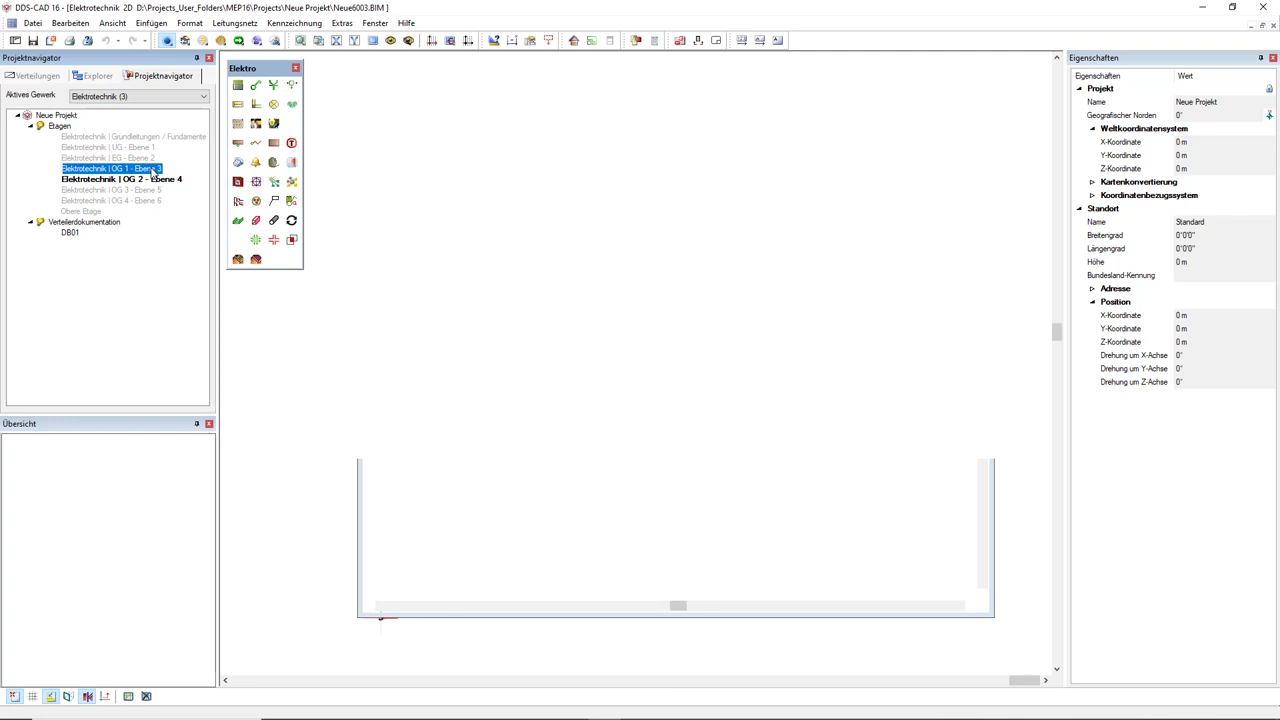 DDS-CAD 16 - [Elektrotechnik 2D D:\Projects_User_Folders\MEP16\Projects\Neue Projekt\Neue6003.BIM]
Datei Bearbeiten Ansicht Einfügen Format Leitungsnetz Kennzeichnung Extras Fenster Hilfe
Projektnavigator
Verteilungen Explorer Projektnavigator
Aktives Gewerk Elektrotechnik (3)
Neue Projekt
Etagen
Elektrotechnik | Grundleitungen / Fundamente
Elektrotechnik | UG - Ebene 1
Elektrotechnik | EG - Ebene 2
Elektrotechnik | OG 1 - Ebene 3
Elektrotechnik | OG 2 - Ebene 4
Elektrotechnik | OG 3 - Ebene 5
Elektrotechnik | OG 4 - Ebene 6
Obere Etage
Verteilerdokumentation
DB01
Übersicht
Elektro
Eigenschaften
Eigenschaften Wert
Projekt
Name Neue Projekt
Geografischer Norden 0°
Weltkoordinatensystem
X-Koordinate 0 m
Y-Koordinate 0 m
Z-Koordinate 0 m
Kartenkonvertierung
Koordinatenbezugssystem
Standort
Name Standard
Breitengrad 0°0'0"
Längengrad 0°0'0"
Höhe 0 m
Bundesland-Kennung
Adresse
Position
X-Koordinate 0 m
Y-Koordinate 0 m
Z-Koordinate 0 m
Drehung um X-Achse 0°
Drehung um Y-Achse 0°
Drehung um Z-Achse 0°